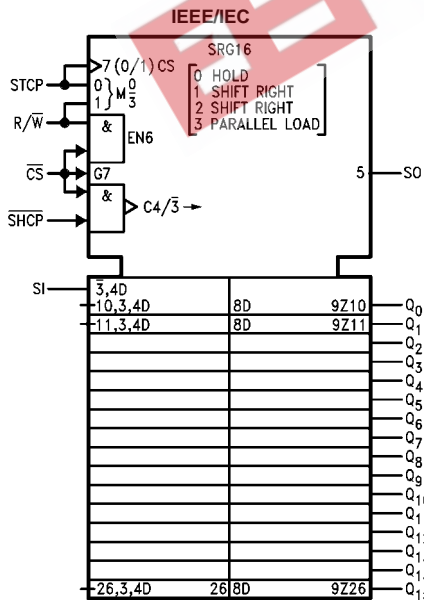 IEEE/IEC
SRG16
7(0/1)CS
STCP 0 } M 0/3
1
R/W̅
0 HOLD
1 SHIFT RIGHT
2 SHIFT RIGHT
3 PARALLEL LOAD
&
EN6
C̅S̅ G7
&
S̅H̅C̅P̅ C4/3̅ →
5 SO
SI 3̅,4D
10,3,4D 8D 9Z10 Q0
11,3,4D 8D 9Z11 Q1
Q2
Q3
Q4
Q5
Q6
Q7
Q8
Q9
26,3,4D 26 8D 9Z26